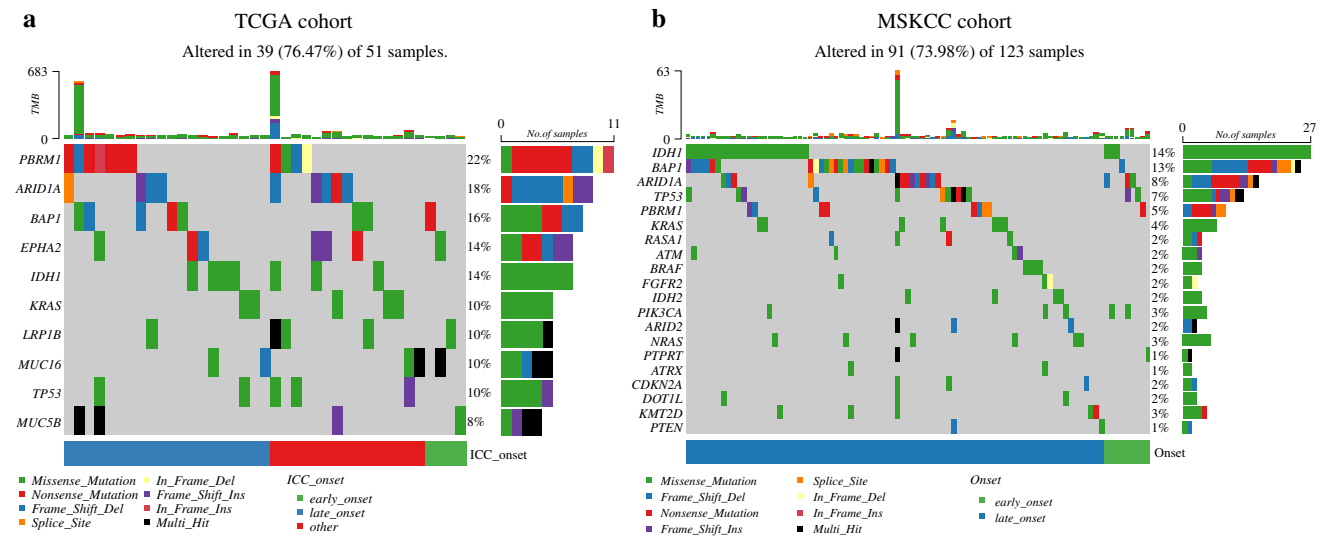 a
TCGA cohort
Altered in 39 (76.47%) of 51 samples.
683
TMB
0
0
11
No.of samples
PBRM1
22%
ARID1A
18%
BAP1
16%
EPHA2
14%
IDH1
14%
KRAS
10%
LRP1B
10%
MUC16
10%
TP53
10%
MUC5B
8%
ICC_onset
Missense_Mutation
Nonsense_Mutation
Frame_Shift_Del
Splice_Site
In_Frame_Del
Frame_Shift_Ins
In_Frame_Ins
Multi_Hit
ICC_onset
early_onset
late_onset
other
b
MSKCC cohort
Altered in 91 (73.98%) of 123 samples
63
TMB
0
0
27
No.of samples
IDH1
14%
BAP1
13%
ARID1A
8%
TP53
7%
PBRM1
5%
KRAS
4%
RASA1
2%
ATM
2%
BRAF
2%
FGFR2
2%
IDH2
2%
PIK3CA
3%
ARID2
2%
NRAS
3%
PTPRT
1%
ATRX
1%
CDKN2A
2%
DOT1L
2%
KMT2D
3%
PTEN
1%
Onset
Missense_Mutation
Frame_Shift_Del
Nonsense_Mutation
Frame_Shift_Ins
Splice_Site
In_Frame_Del
In_Frame_Ins
Multi_Hit
Onset
early_onset
late_onset